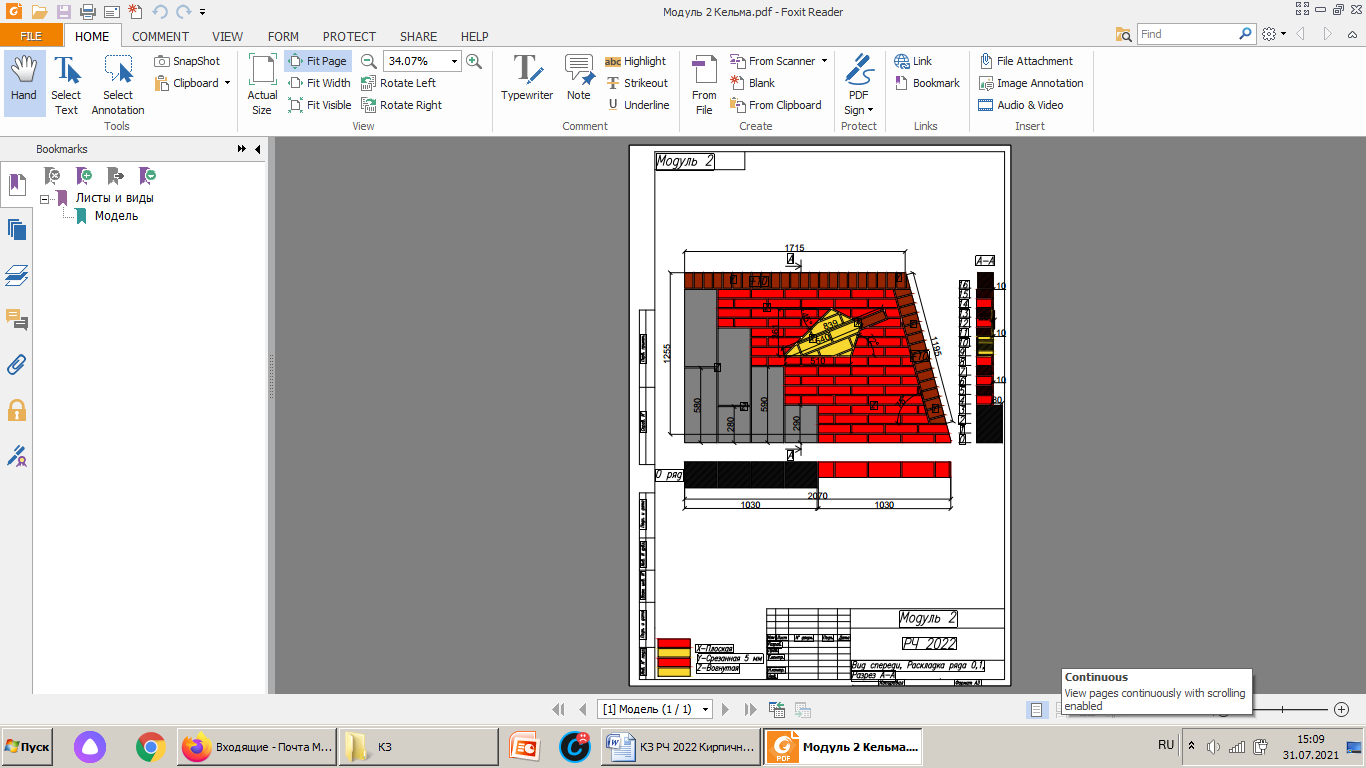 Модуль 2 Кельма.pdf - Foxit Reader
FILE HOME COMMENT VIEW FORM PROTECT SHARE HELP
Find
Hand
Select Text
Select Annotation
SnapShot
Clipboard
Tools
Actual Size
Fit Page
Fit Width
Fit Visible
34.07%
Rotate Left
Rotate Right
View
Typewriter
Note
Highlight
Strikeout
Underline
Comment
From File
From Scanner
Blank
From Clipboard
Create
PDF Sign
Protect
Link
Bookmark
Links
File Attachment
Image Annotation
Audio & Video
Insert
Bookmarks
Листы и виды
Модель
Модуль 2
1715
А
А-А
1255
1195
580
280
590
290
А
0 ряд
2070
1030 1030
Х-Плоская
Y-Срезанная 5 мм
Z-Вогнутая
Модуль 2
РЧ 2022
Вид спереди, Раскладка ряда 0,1,
Разрез А-А
Continuous
View pages continuously with scrolling
enabled
[1] Модель (1 / 1)
Пуск
Входящие - Почта M...
КЗ
КЗ РЧ 2022 Кирпичн...
Модуль 2 Кельма....
RU
15:09
31.07.2021